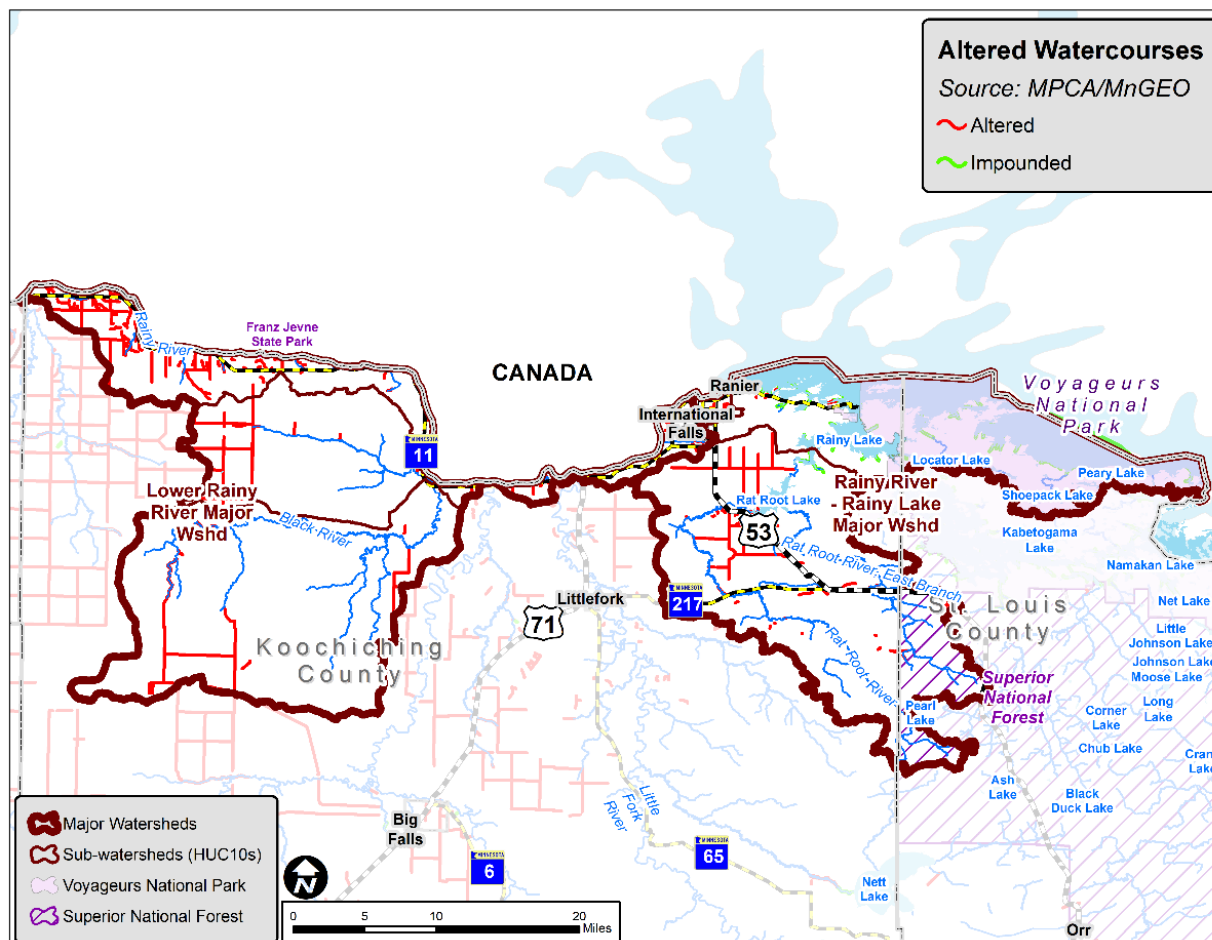 Altered Watercourses
Source: MPCA/MnGEO
Altered
Impounded
Rainy River
Franz Jevne
State Park
CANADA
Ranier
International
Falls
Voyageurs
National
Park
MINNESOTA
11
Rainy Lake
Locator Lake
Peary Lake
Shoepack Lake
Rainy River
- Rainy Lake
Major Wshd
Kabetogama
Lake
Namakan Lake
Lower Rainy
River Major
Wshd
Black-River
Rat Root Lake
53
Rat Root-River-East Branch
MINNESOTA
217
Littlefork
71
Koochiching
County
St. Louis
County
Net Lake
Little
Johnson Lake
Johnson Lake
Moose Lake
Rat-Root-River
Superior
National
Forest
Pearl
Lake
Long
Lake
Corner
Lake
Chub Lake
Cran
Lake
Ash
Lake
Black
Duck Lake
Little Fork
River
Big
Falls
MINNESOTA
6
MINNESOTA
65
Nett
Lake
Orr
Major Watersheds
Sub-watersheds (HUC10s)
Voyageurs National Park
Superior National Forest
N
0 5 10 20
Miles